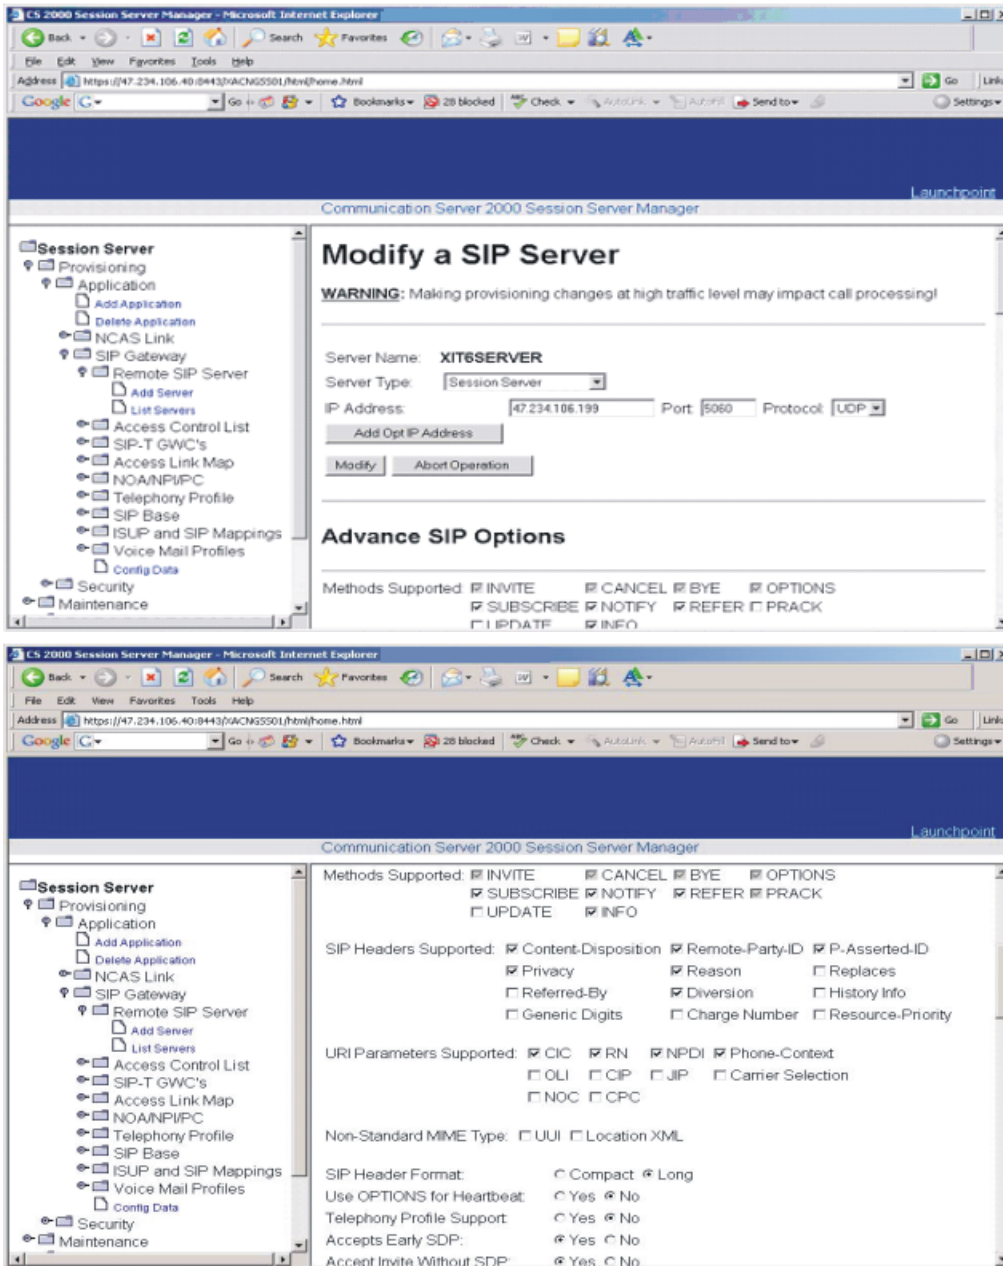 CS 2000 Session Server Manager - Microsoft Internet Explorer
Back Search Favorites
File Edit View Favorites Tools Help
Address https://47.234.106.40:8443/XACNGSS01/html/home.html Go Link
Google G Go Bookmarks 28 blocked Check AutoLink AutoFill Send to Settings
Launchpoint
Communication Server 2000 Session Server Manager
Session Server
Provisioning
Application
Add Application
Delete Application
NCAS Link
SIP Gateway
Remote SIP Server
Add Server
List Servers
Access Control List
SIP-T GWC's
Access Link Map
NOA/NPI/PC
Telephony Profile
SIP Base
ISUP and SIP Mappings
Voice Mail Profiles
Config Data
Security
Maintenance
Modify a SIP Server
WARNING: Making provisioning changes at high traffic level may impact call processing!
Server Name: XIT6SERVER
Server Type: Session Server
IP Address: 47.234.106.199 Port: 5060 Protocol: UDP
Add Opt IP Address
Modify Abort Operation
Advance SIP Options
Methods Supported: INVITE CANCEL BYE OPTIONS
SUBSCRIBE NOTIFY REFER PRACK
UPDATE INFO
CS 2000 Session Server Manager - Microsoft Internet Explorer
Back Search Favorites
File Edit View Favorites Tools Help
Address https://47.234.106.40:8443/XACNGSS01/html/home.html Go Link
Google G Go Bookmarks 28 blocked Check AutoLink AutoFill Send to Settings
Launchpoint
Communication Server 2000 Session Server Manager
Session Server
Provisioning
Application
Add Application
Delete Application
NCAS Link
SIP Gateway
Remote SIP Server
Add Server
List Servers
Access Control List
SIP-T GWC's
Access Link Map
NOA/NPI/PC
Telephony Profile
SIP Base
ISUP and SIP Mappings
Voice Mail Profiles
Config Data
Security
Maintenance
Methods Supported: INVITE CANCEL BYE OPTIONS
SUBSCRIBE NOTIFY REFER PRACK
UPDATE INFO
SIP Headers Supported: Content-Disposition Remote-Party-ID P-Asserted-ID
Privacy Reason Replaces
Referred-By Diversion History Info
Generic Digits Charge Number Resource-Priority
URI Parameters Supported: CIC RN NPDI Phone-Context
OLI CIP JIP Carrier Selection
NOC CPC
Non-Standard MIME Type: UUI Location XML
SIP Header Format: Compact Long
Use OPTIONS for Heartbeat: Yes No
Telephony Profile Support: Yes No
Accepts Early SDP: Yes No
Accept Invite Without SDP: Yes No